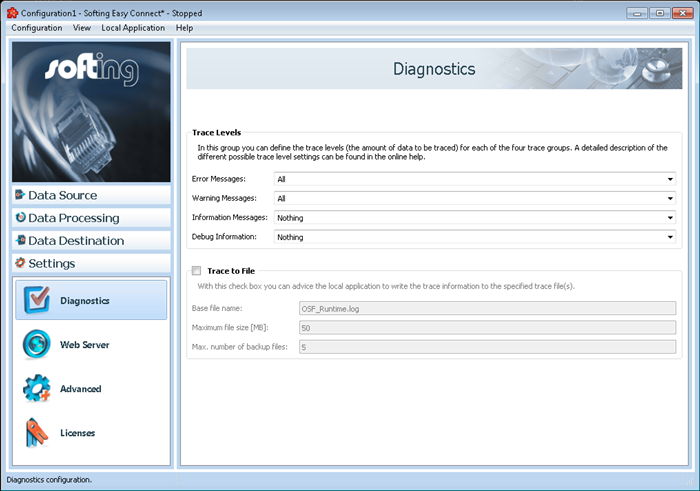 Configuration1 - Softing Easy Connect* - Stopped
Configuration View Local Application Help
softing
Diagnostics
Trace Levels
In this group you can define the trace levels (the amount of data to be traced) for each of the four trace groups. A detailed description of the
different possible trace level settings can be found in the online help.
Error Messages: All
Warning Messages: All
Information Messages: Nothing
Debug Information: Nothing
Data Source
Data Processing
Data Destination
Settings
Diagnostics
Web Server
Advanced
Licenses
Trace to File
With this check box you can advice the local application to write the trace information to the specified trace file(s).
Base file name: OSF_Runtime.log
Maximum file size [MB]: 50
Max. number of backup files: 5
Diagnostics configuration.